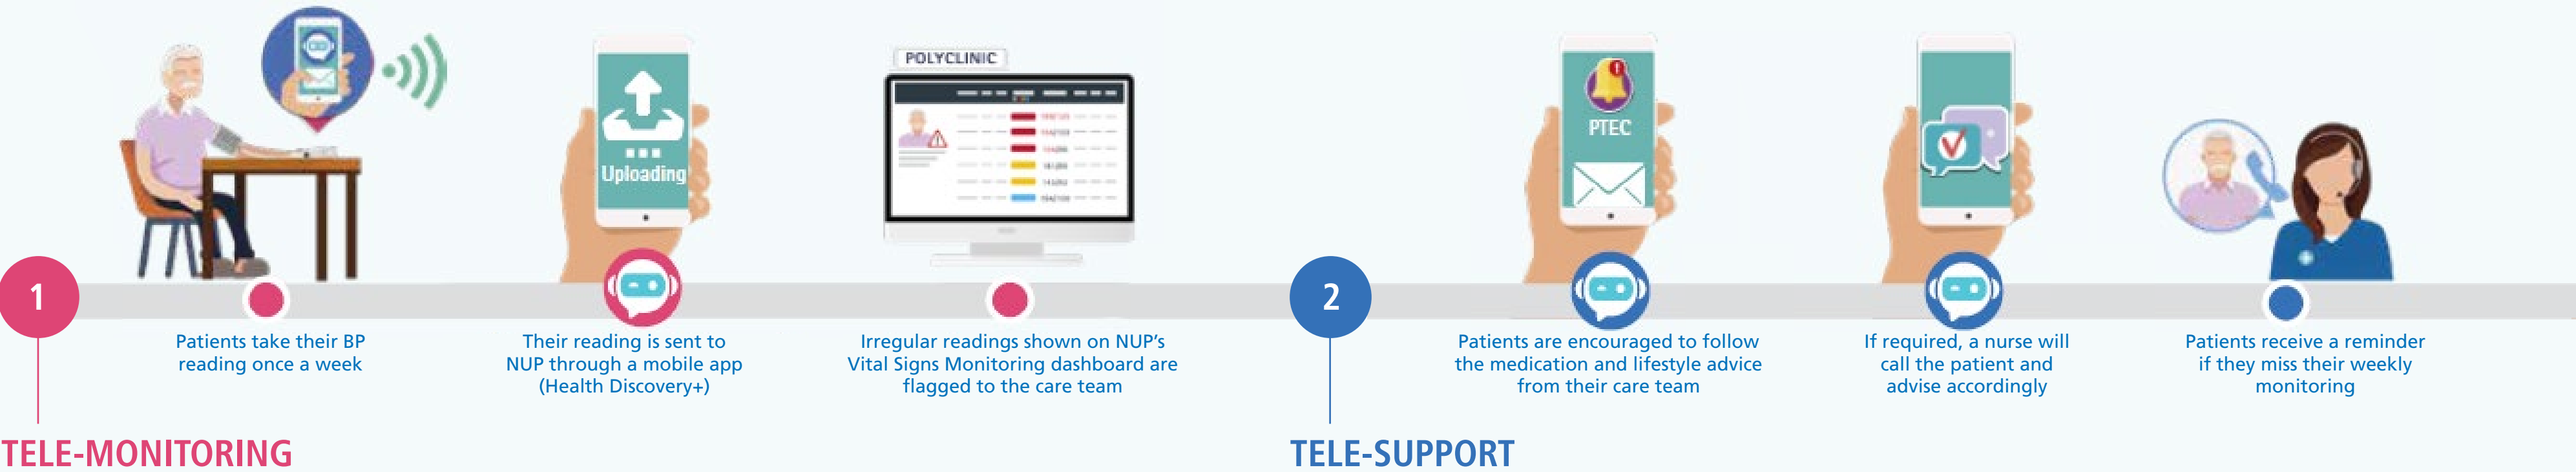 POLYCLINIC
Uploading
PTEC
1
Patients take their BP
reading once a week
Their reading is sent to
NUP through a mobile app
(Health Discovery+)
Irregular readings shown on NUP's
Vital Signs Monitoring dashboard are
flagged to the care team
TELE-MONITORING
2
Patients are encouraged to follow
the medication and lifestyle advice
from their care team
If required, a nurse will
call the patient and
advise accordingly
Patients receive a reminder
if they miss their weekly
monitoring
TELE-SUPPORT